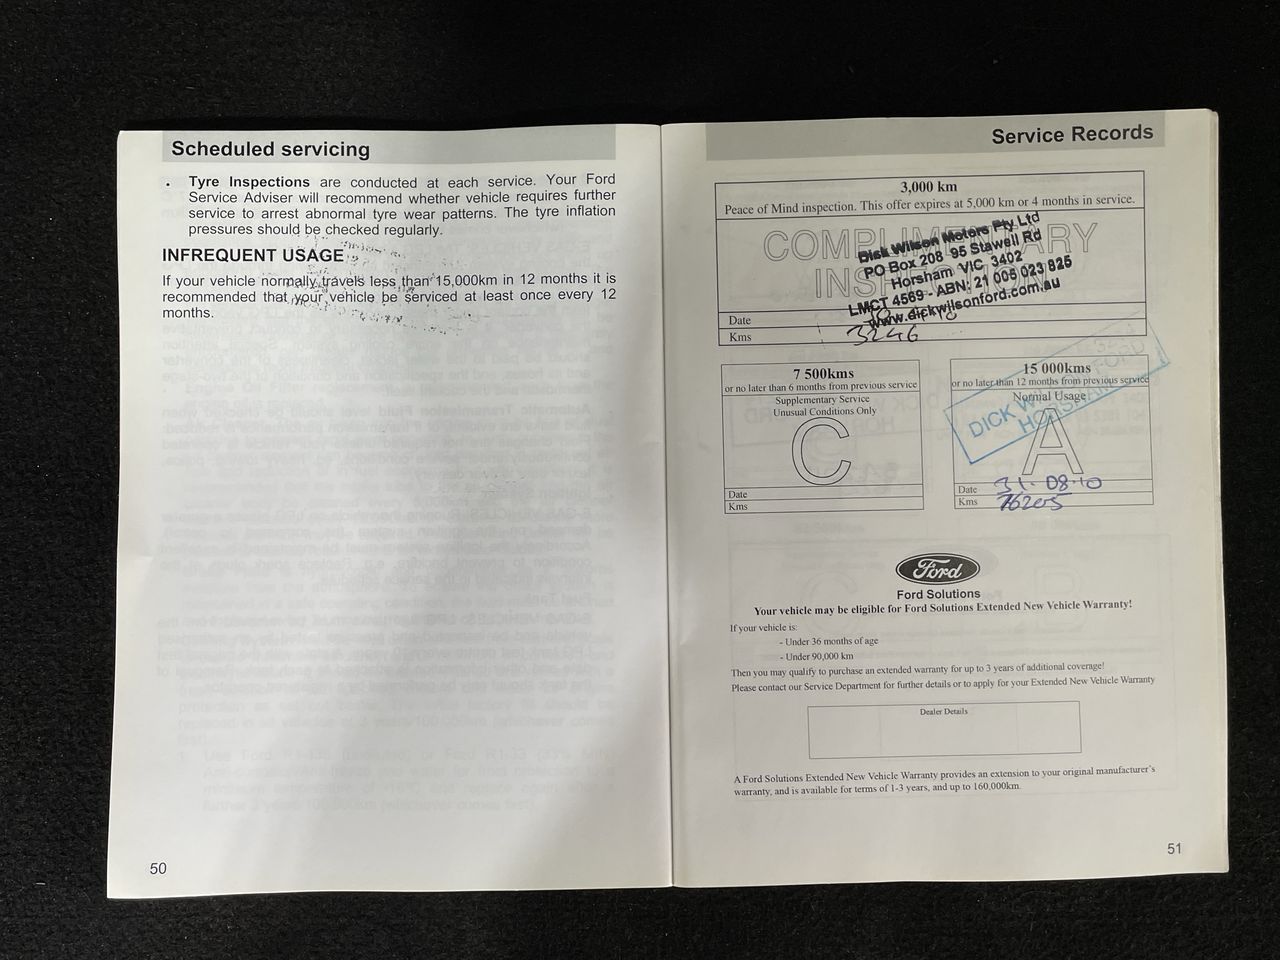 Scheduled servicing
• Tyre Inspections are conducted at each service. Your Ford
Service Adviser will recommend whether vehicle requires further
service to arrest abnormal tyre wear patterns. The tyre inflation
pressures should be checked regularly.
INFREQUENT USAGE
If your vehicle normally travels less than 15,000km in 12 months it is
recommended that your vehicle be serviced at least once every 12
months.
50
Service Records
3,000 km
Peace of Mind inspection. This offer expires at 5,000 km or 4 months in service.
COMPLIMENTARY
INSPECTION
Dick Wilson Motors Pty Ltd
PO Box 208 95 Stawell Rd
Horsham VIC 3402
LMCT 4569 - ABN: 21 005 023 825
www.dickwilsonford.com.au
Date
Kms 3246
7 500kms
or no later than 6 months from previous service
Supplementary Service
Unusual Conditions Only
C
Date
Kms
15 000kms
or no later than 12 months from previous service
Normal Usage
A
DICK WILSON FORD
HORSHAM
Date 31.08.10
Kms 16205
Ford
Ford Solutions
Your vehicle may be eligible for Ford Solutions Extended New Vehicle Warranty!
If your vehicle is:
- Under 36 months of age
- Under 90,000 km
Then you may qualify to purchase an extended warranty for up to 3 years of additional coverage!
Please contact our Service Department for further details or to apply for your Extended New Vehicle Warranty
Dealer Details
A Ford Solutions Extended New Vehicle Warranty provides an extension to your original manufacturer's
warranty, and is available for terms of 1-3 years, and up to 160,000km.
51